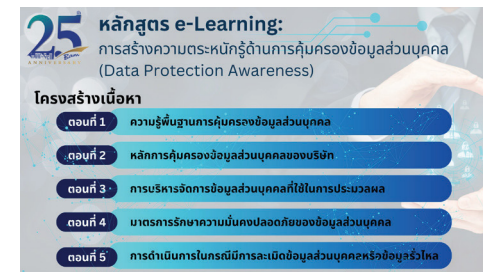 25
ANNIVERSARY
หลักสูตร e-Learning:
การสร้างความตระหนักรู้ด้านการคุ้มครองข้อมูลส่วนบุคคล
(Data Protection Awareness)
โครงสร้างเนื้อหา
ตอนที่ 1 ความรู้พื้นฐานการคุ้มครองข้อมูลส่วนบุคคล
ตอนที่ 2 หลักการคุ้มครองข้อมูลส่วนบุคคลของบริษัท
ตอนที่ 3 การบริหารจัดการข้อมูลส่วนบุคคลที่ใช้ในการประมวลผล
ตอนที่ 4 มาตรการรักษาความมั่นคงปลอดภัยของข้อมูลส่วนบุคคล
ตอนที่ 5 การดำเนินการในกรณีมีการละเมิดข้อมูลส่วนบุคคลหรือข้อมูลรั่วไหล